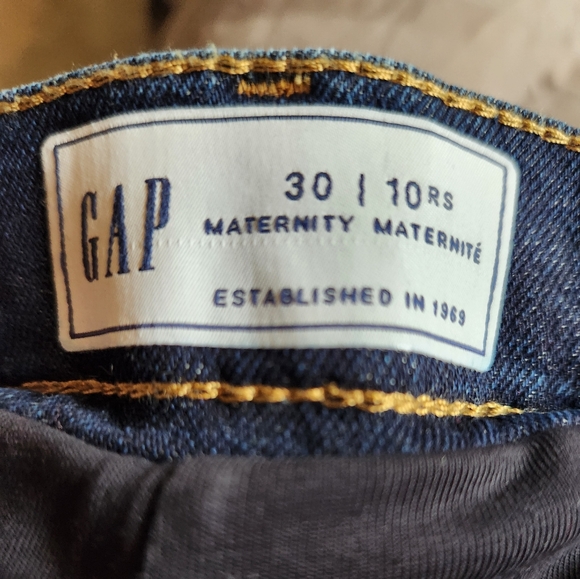 GAP
30 | 10RS
MATERNITY MATERNITÉ
ESTABLISHED IN 1969